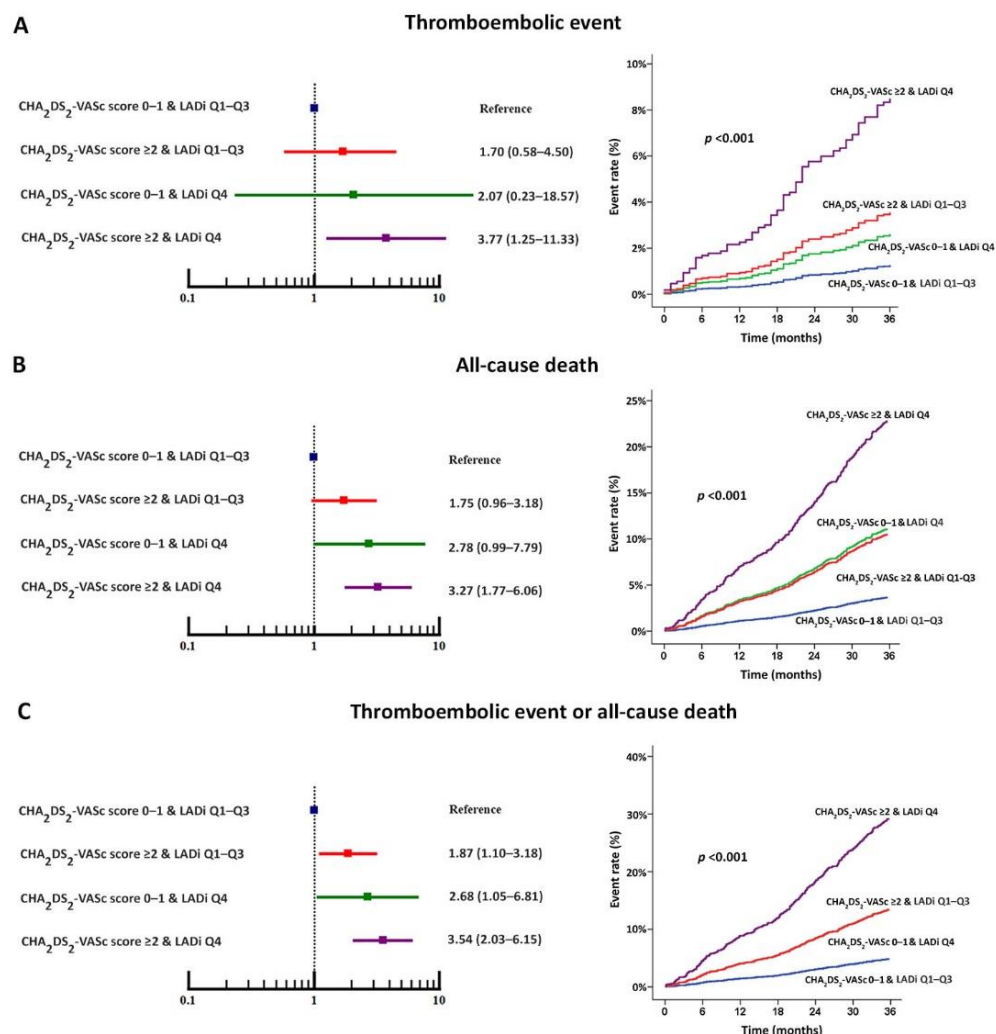 A
Thromboembolic event
CHA2DS2-VASc score 0–1 & LADi Q1–Q3
Reference
CHA2DS2-VASc score ≥2 & LADi Q1–Q3
1.70 (0.58–4.50)
CHA2DS2-VASc score 0–1 & LADi Q4
2.07 (0.23–18.57)
CHA2DS2-VASc score ≥2 & LADi Q4
3.77 (1.25–11.33)
0.1 1 10
Event rate (%)
10%
8%
6%
4%
2%
0%
p <0.001
CHA2DS2-VASc ≥2 & LADi Q4
CHA2DS2-VASc ≥2 & LADi Q1–Q3
CHA2DS2-VASc 0–1 & LADi Q4
CHA2DS2-VASc 0–1 & LADi Q1–Q3
0 6 12 18 24 30 36
Time (months)
B
All-cause death
CHA2DS2-VASc score 0–1 & LADi Q1–Q3
Reference
CHA2DS2-VASc score ≥2 & LADi Q1–Q3
1.75 (0.96–3.18)
CHA2DS2-VASc score 0–1 & LADi Q4
2.78 (0.99–7.79)
CHA2DS2-VASc score ≥2 & LADi Q4
3.27 (1.77–6.06)
0.1 1 10
Event rate (%)
25%
20%
15%
10%
5%
0%
p <0.001
CHA2DS2-VASc ≥2 & LADi Q4
CHA2DS2-VASc 0–1 & LADi Q4
CHA2DS2-VASc ≥2 & LADi Q1-Q3
CHA2DS2-VASc 0–1 & LADi Q1–Q3
0 6 12 18 24 30 36
Time (months)
C
Thromboembolic event or all-cause death
CHA2DS2-VASc score 0–1 & LADi Q1–Q3
Reference
CHA2DS2-VASc score ≥2 & LADi Q1–Q3
1.87 (1.10–3.18)
CHA2DS2-VASc score 0–1 & LADi Q4
2.68 (1.05–6.81)
CHA2DS2-VASc score ≥2 & LADi Q4
3.54 (2.03–6.15)
0.1 1 10
Event rate (%)
40%
30%
20%
10%
0%
p <0.001
CHA2DS2-VASc ≥2 & LADi Q4
CHA2DS2-VASc ≥2 & LADi Q1–Q3
CHA2DS2-VASc 0–1 & LADi Q4
CHA2DS2-VASc 0–1 & LADi Q1–Q3
0 6 12 18 24 30 36
Time (months)